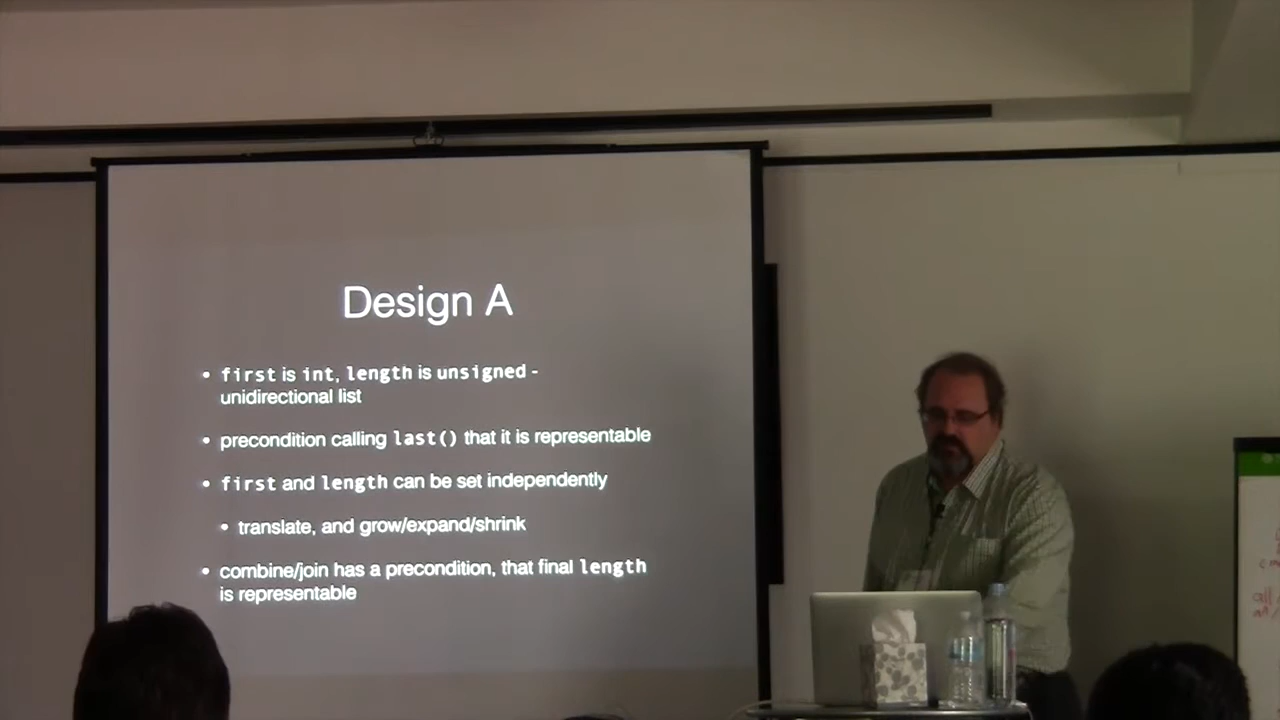 Design A
• first is int, length is unsigned -
unidirectional list
• precondition calling last() that it is representable
• first and length can be set independently
• translate, and grow/expand/shrink
• combine/join has a precondition, that final length
is representable
all